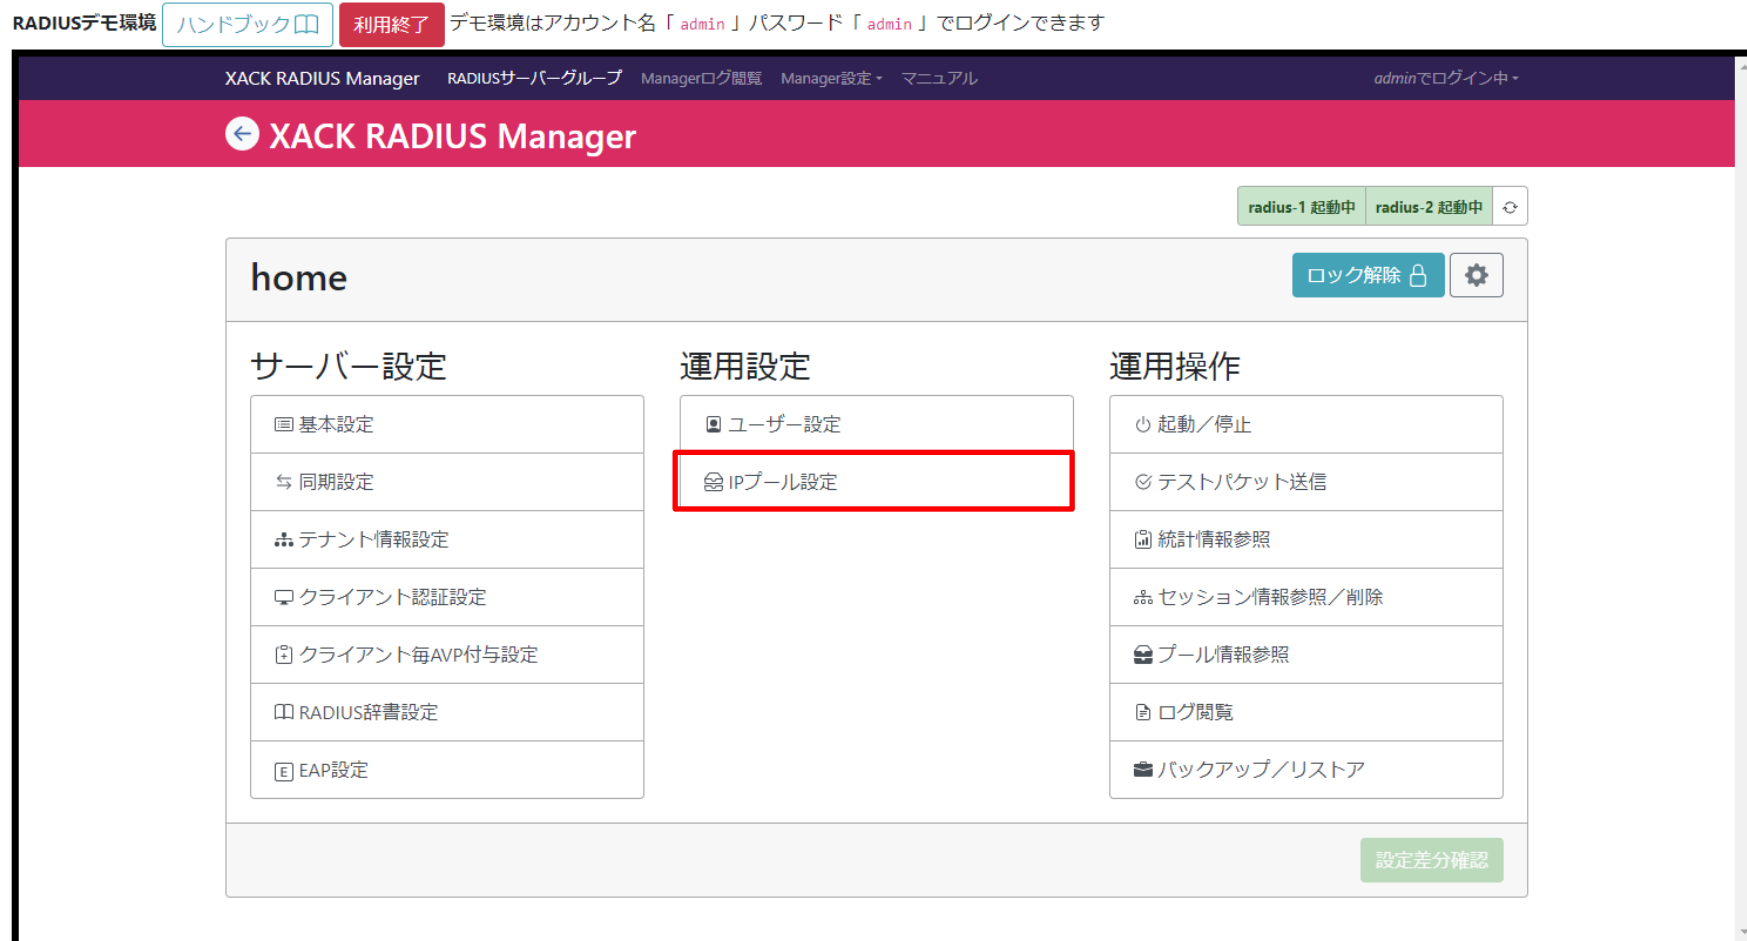 RADIUSデモ環境 ハンドブック 利用終了 デモ環境はアカウント名「 admin 」パスワード「 admin 」でログインできます
XACK RADIUS Manager RADIUSサーバーグループ Managerログ閲覧 Manager設定 マニュアル adminでログイン中
XACK RADIUS Manager
radius-1 起動中 radius-2 起動中
home ロック解除
サーバー設定
基本設定
同期設定
テナント情報設定
クライアント認証設定
クライアント毎AVP付与設定
RADIUS辞書設定
EAP設定
運用設定
ユーザー設定
IPプール設定
運用操作
起動／停止
テストパケット送信
統計情報参照
セッション情報参照／削除
プール情報参照
ログ閲覧
バックアップ／リストア
設定差分確認